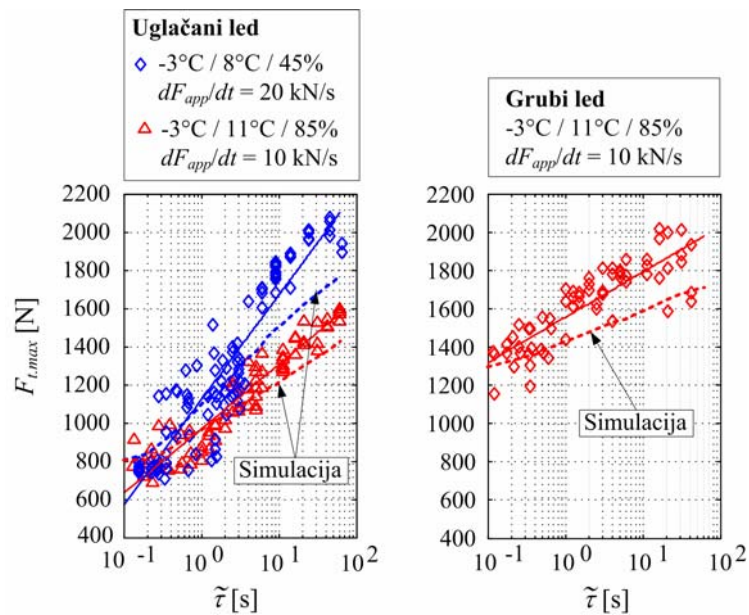 Uglačani led
-3°C / 8°C / 45%
dF_app/dt = 20 kN/s
-3°C / 11°C / 85%
dF_app/dt = 10 kN/s
Grubi led
-3°C / 11°C / 85%
dF_app/dt = 10 kN/s
F_t,max [N]
2200
2000
1800
1600
1400
1200
1000
800
600
400
Simulacija
10^-1
10^0
10^1
10^2
τ̃ [s]
2200
2000
1800
1600
1400
1200
1000
800
600
400
Simulacija
10^-1
10^0
10^1
10^2
τ̃ [s]